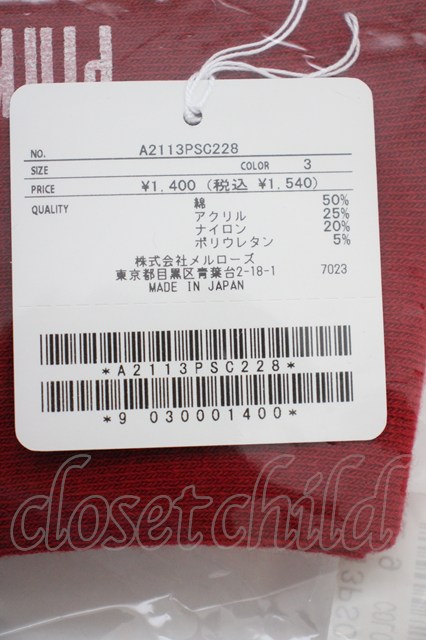 NO. A2113PSC228
SIZE COLOR 3
PRICE ¥1,400 (税込 ¥1,540)
QUALITY 綿 50%
アクリル 25%
ナイロン 20%
ポリウレタン 5%
株式会社メルローズ
東京都目黒区青葉台2-18-1 7023
MADE IN JAPAN
*A2113PSC228*
*9 030001400*
closet child